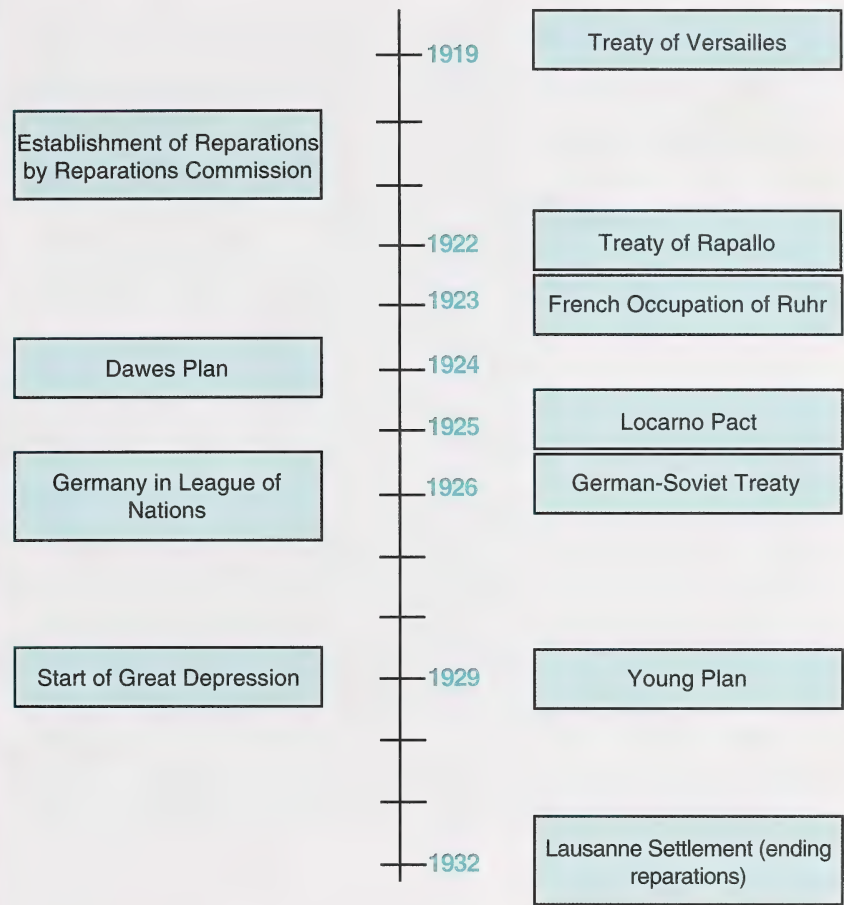 1919
Treaty of Versailles
Establishment of Reparations
by Reparations Commission
1922
Treaty of Rapallo
1923
French Occupation of Ruhr
Dawes Plan
1924
1925
Locarno Pact
Germany in League of
Nations
1926
German-Soviet Treaty
Start of Great Depression
1929
Young Plan
1932
Lausanne Settlement (ending
reparations)